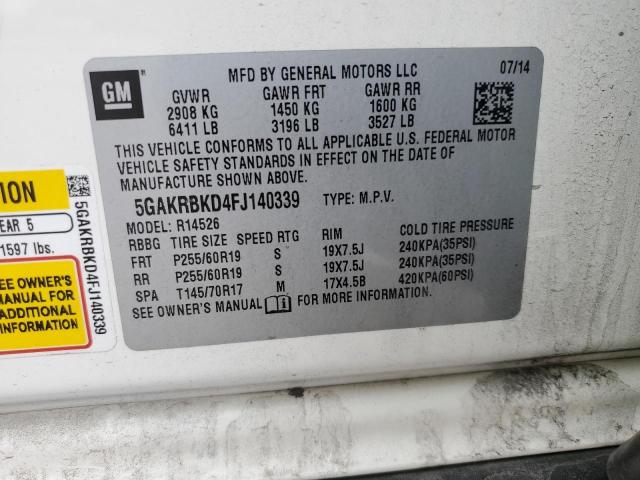 GM
MFD BY GENERAL MOTORS LLC 07/14
GVWR GAWR FRT GAWR RR
2908 KG 1450 KG 1600 KG
6411 LB 3196 LB 3527 LB
THIS VEHICLE CONFORMS TO ALL APPLICABLE U.S. FEDERAL MOTOR
VEHICLE SAFETY STANDARDS IN EFFECT ON THE DATE OF
MANUFACTURE SHOWN ABOVE.
5GAKRBKD4FJ140339 TYPE: M.P.V.
MODEL: R14526
RBBG TIRE SIZE SPEED RTG RIM COLD TIRE PRESSURE
FRT P255/60R19 S 19X7.5J 240KPA(35PSI)
RR P255/60R19 S 19X7.5J 240KPA(35PSI)
SPA T145/70R17 M 17X4.5B 420KPA(60PSI)
SEE OWNER'S MANUAL FOR MORE INFORMATION.
EAR 5
1597 lbs.
SEE OWNER'S
MANUAL FOR
ADDITIONAL
INFORMATION
5GAKRBKD4FJ140339